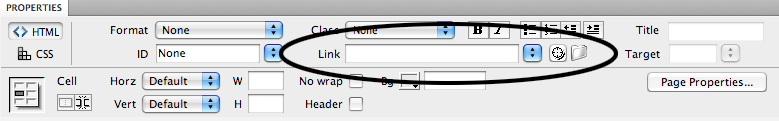 PROPERTIES
HTML Format None Class None B I Title
CSS ID None Link Target
Cell Horz Default W No wrap Bg Page Properties...
Vert Default H Header